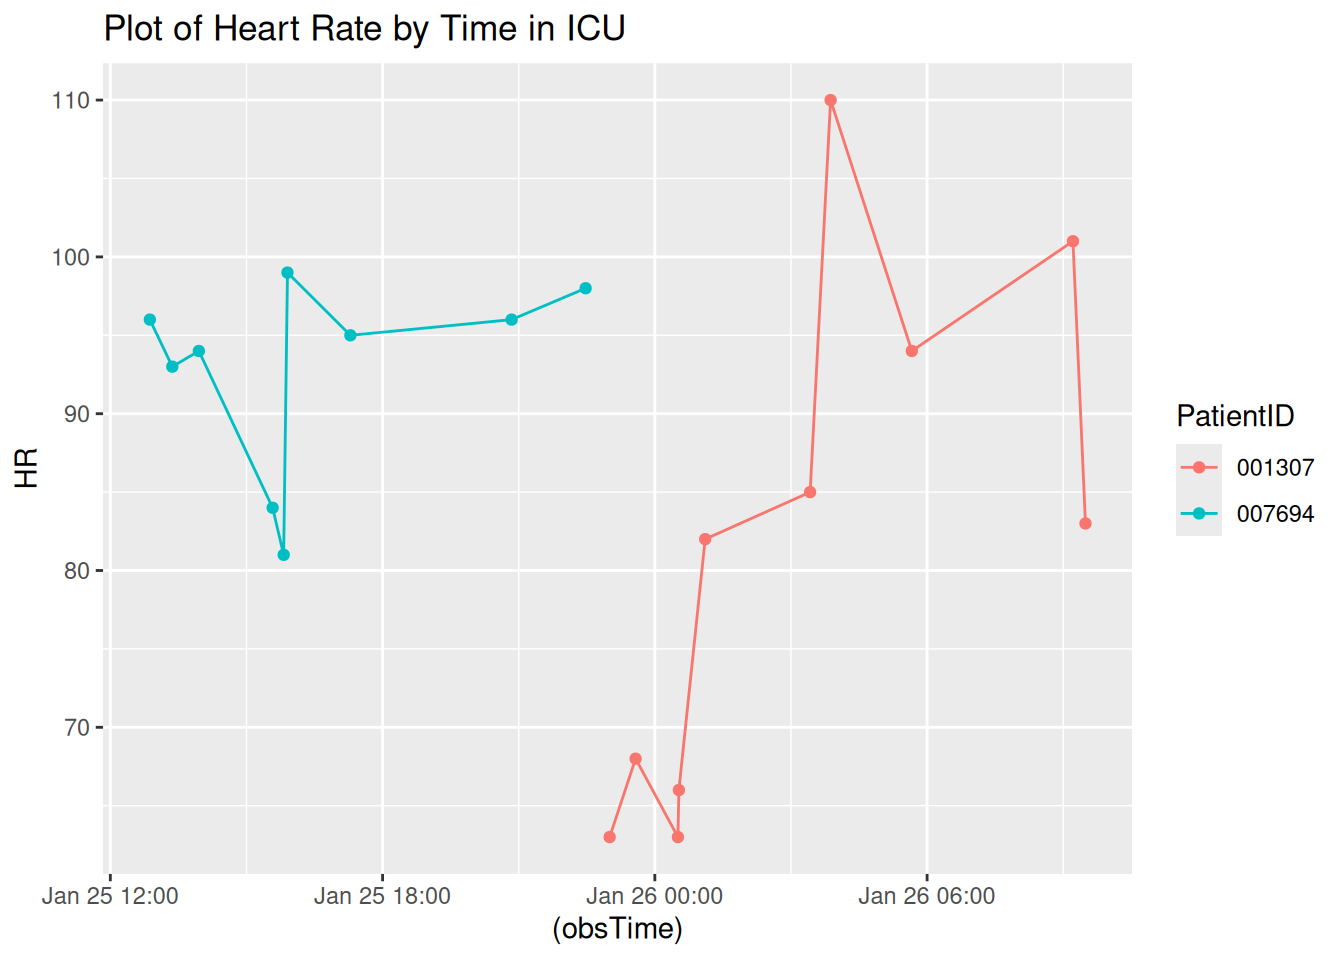 Plot of Heart Rate by Time in ICU
110
100
90
80
70
HR
Jan 25 12:00
Jan 25 18:00
Jan 26 00:00
Jan 26 06:00
(obsTime)
PatientID
001307
007694